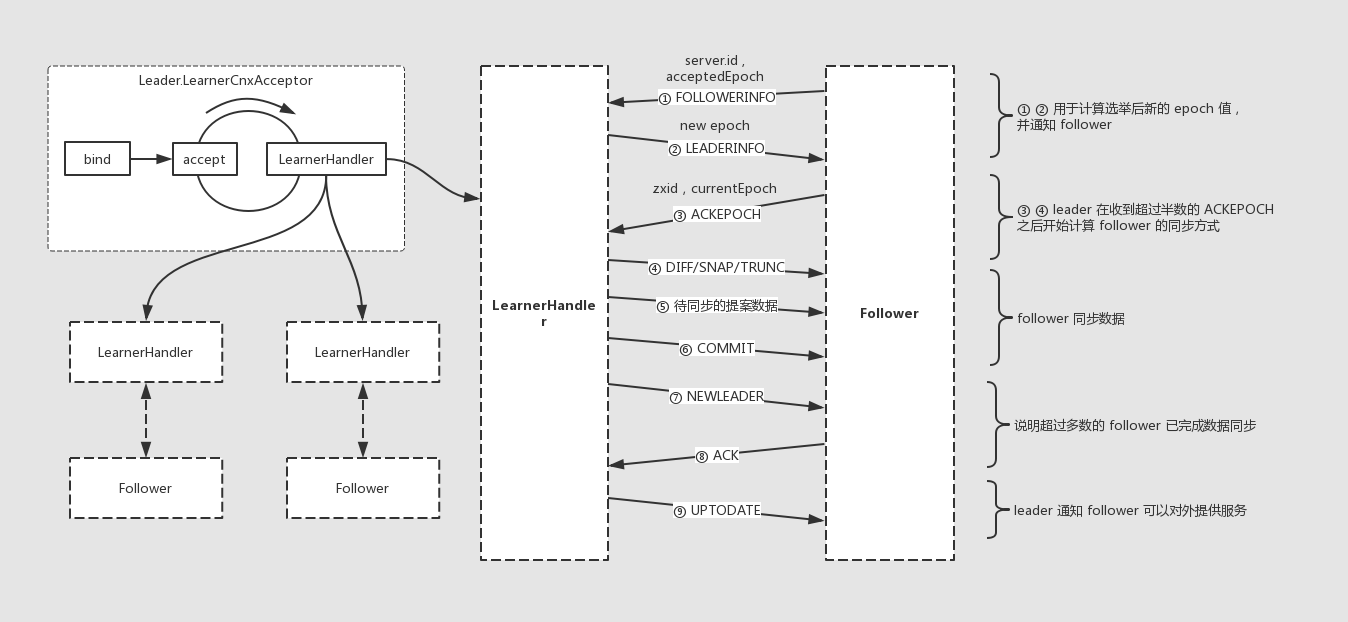 Leader.LearnerCnxAcceptor
bind
accept
LearnerHandler
LearnerHandler
LearnerHandler
Follower
Follower
LearnerHandle
r
server.id ,
acceptedEpoch
① FOLLOWERINFO
new epoch
② LEADERINFO
zxid , currentEpoch
③ ACKEPOCH
④ DIFF/SNAP/TRUNC
⑤ 待同步的提案数据
⑥ COMMIT
⑦ NEWLEADER
⑧ ACK
⑨ UPTODATE
Follower
① ② 用于计算选举后新的 epoch 值 ,
并通知 follower
③ ④ leader 在收到超过半数的 ACKEPOCH
之后开始计算 follower 的同步方式
follower 同步数据
说明超过多数的 follower 已完成数据同步
leader 通知 follower 可以对外提供服务